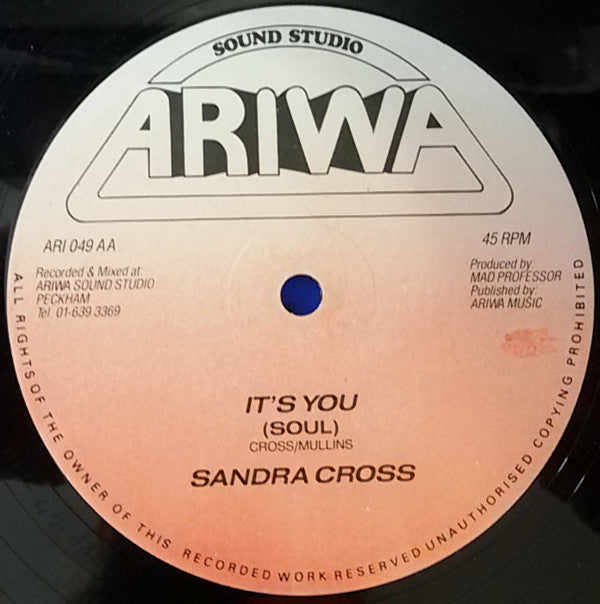 SOUND STUDIO
ARIWA
ARI 049 AA
45 RPM
Recorded & Mixed at:
ARIWA SOUND STUDIO
PECKHAM
Tel: 01-639 3369
Produced by:
MAD PROFESSOR
Published by:
ARIWA MUSIC
IT'S YOU
(SOUL)
CROSS/MULLINS
SANDRA CROSS
ALL RIGHTS OF THE OWNER OF THIS RECORDED WORK RESERVED UNAUTHORISED COPYING PROHIBITED